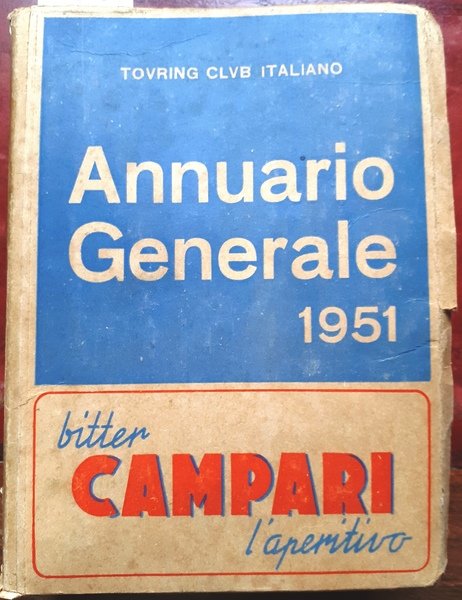 TOVRING CLVB ITALIANO
Annuario
Generale
1951
bitter
CAMPARI
l'aperitivo